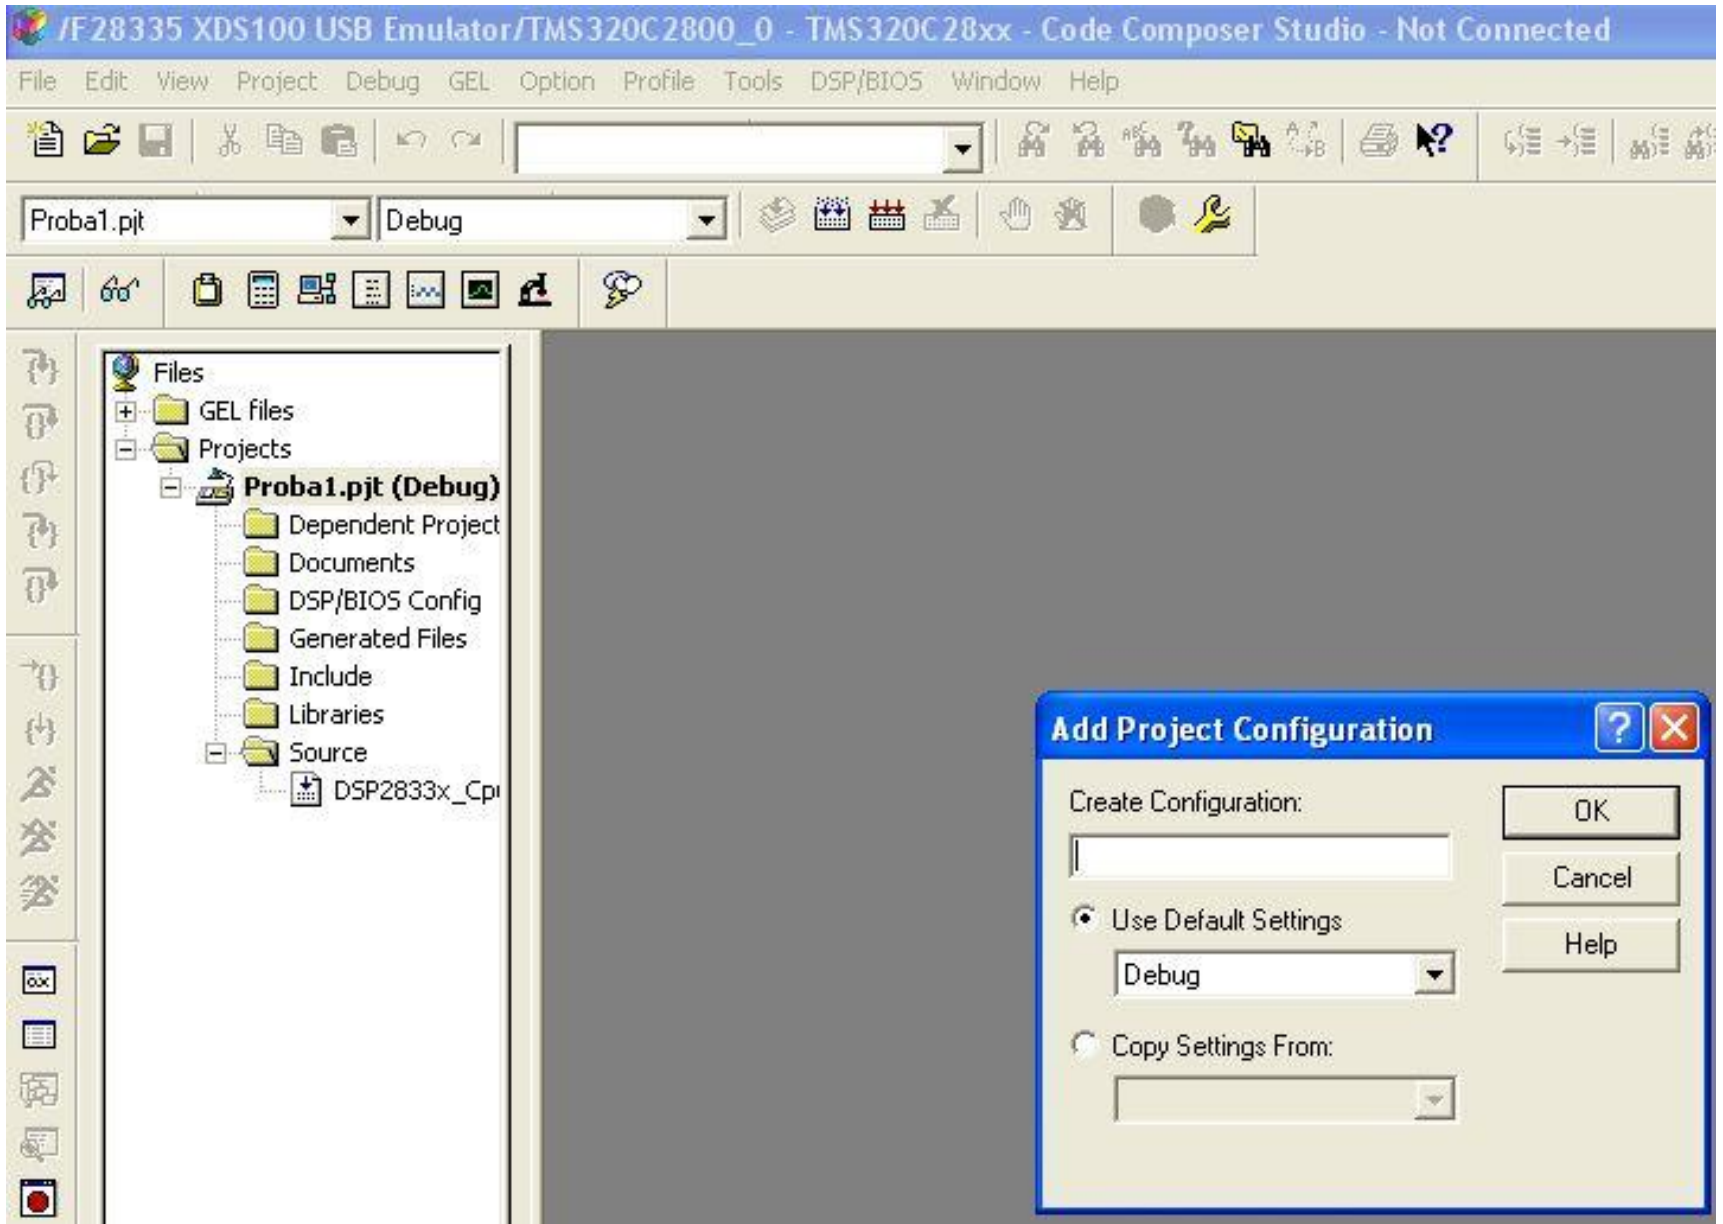 /F28335 XDS100 USB Emulator/TMS320C2800_0 - TMS320C28xx - Code Composer Studio - Not Connected
File Edit View Project Debug GEL Option Profile Tools DSP/BIOS Window Help
Proba1.pjt Debug
Files
GEL files
Projects
Proba1.pjt (Debug)
Dependent Project
Documents
DSP/BIOS Config
Generated Files
Include
Libraries
Source
DSP2833x_Cp
Add Project Configuration
Create Configuration:
OK
Cancel
Use Default Settings
Help
Debug
Copy Settings From: